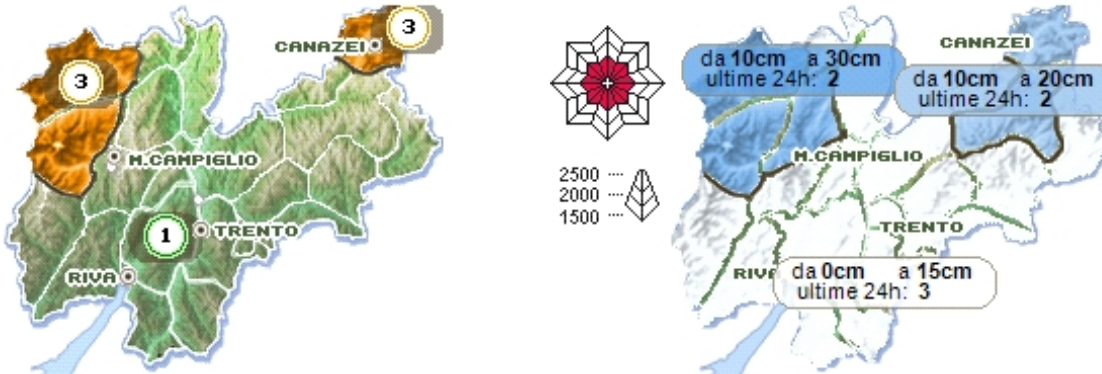 3
CANAZEI
3
M.CAMPIGLIO
1
TRENTO
RIVA
2500
2000
1500
CANAZEI
da 10cm a 30cm
ultime 24h: 2
da 10cm a 20cm
ultime 24h: 2
M.CAMPIGLIO
TRENTO
RIVA
da 0cm a 15cm
ultime 24h: 3